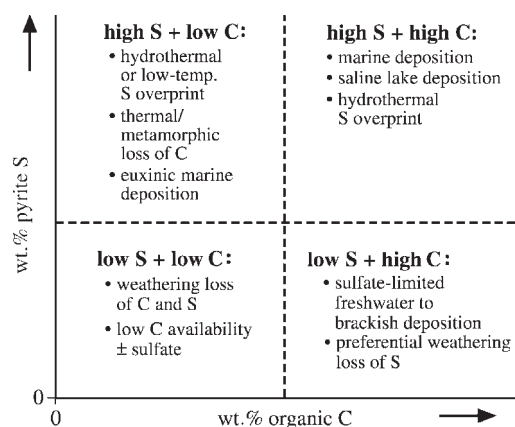 high S + low C:
• hydrothermal
or low-temp.
S overprint
• thermal/
metamorphic
loss of C
• euxinic marine
deposition
high S + high C:
• marine deposition
• saline lake deposition
• hydrothermal
S overprint
wt.% pyrite S
low S + low C:
• weathering loss
of C and S
• low C availability
± sulfate
low S + high C:
• sulfate-limited
freshwater to
brackish deposition
• preferential weathering
loss of S
0
0
wt.% organic C